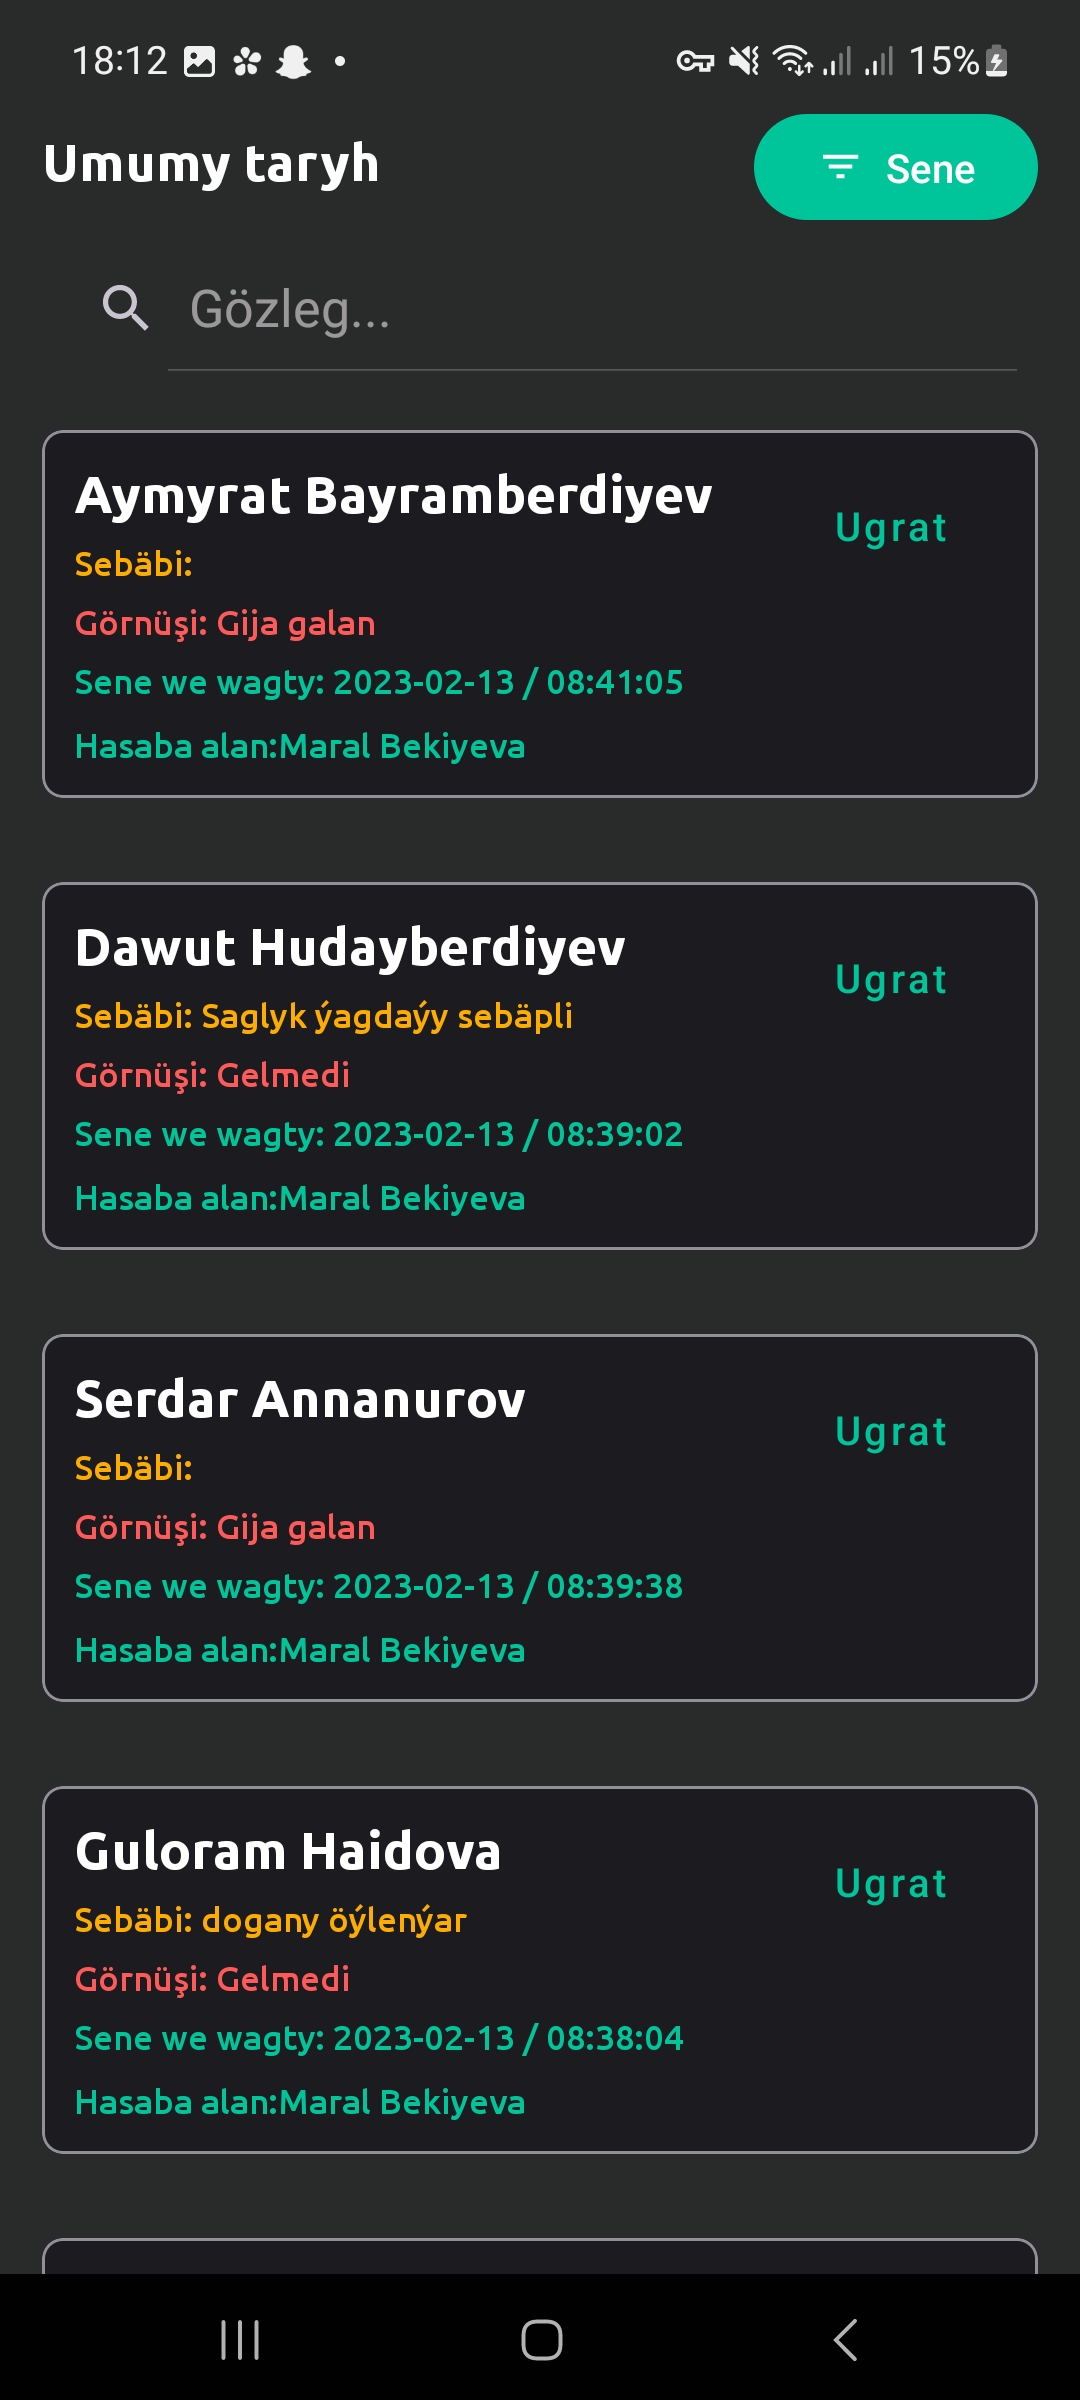 18:12 15%
Umumy taryh
Sene
Gözleg...
Aymyrat Bayramberdiyev
Ugrat
Sebäbi:
Görnüşi: Gija galan
Sene we wagty: 2023-02-13 / 08:41:05
Hasaba alan:Maral Bekiyeva
Dawut Hudayberdiyev
Ugrat
Sebäbi: Saglyk ýagdaýy sebäpli
Görnüşi: Gelmedi
Sene we wagty: 2023-02-13 / 08:39:02
Hasaba alan:Maral Bekiyeva
Serdar Annanurov
Ugrat
Sebäbi:
Görnüşi: Gija galan
Sene we wagty: 2023-02-13 / 08:39:38
Hasaba alan:Maral Bekiyeva
Guloram Haidova
Ugrat
Sebäbi: dogany öýlenýar
Görnüşi: Gelmedi
Sene we wagty: 2023-02-13 / 08:38:04
Hasaba alan:Maral Bekiyeva